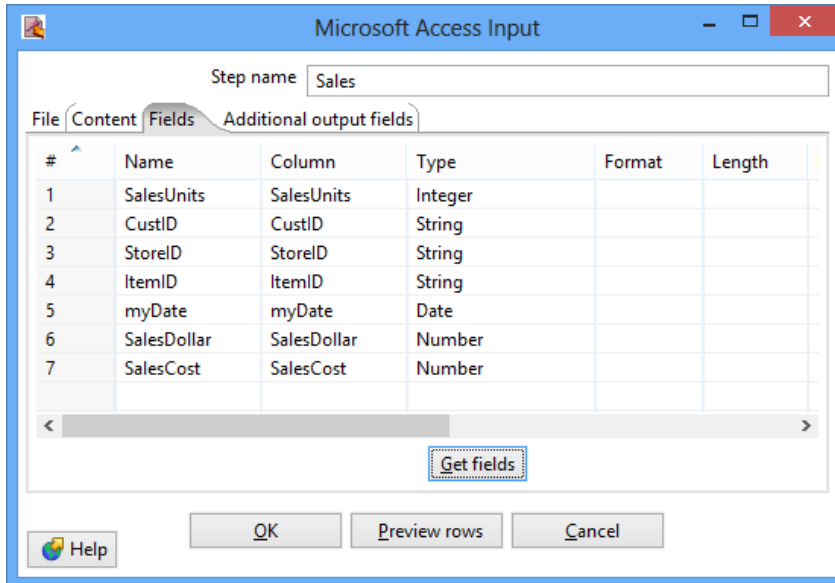 Microsoft Access Input
Step name Sales
File Content Fields Additional output fields
# Name Column Type Format Length
1 SalesUnits SalesUnits Integer
2 CustID CustID String
3 StoreID StoreID String
4 ItemID ItemID String
5 myDate myDate Date
6 SalesDollar SalesDollar Number
7 SalesCost SalesCost Number
Get fields
OK Preview rows Cancel
Help